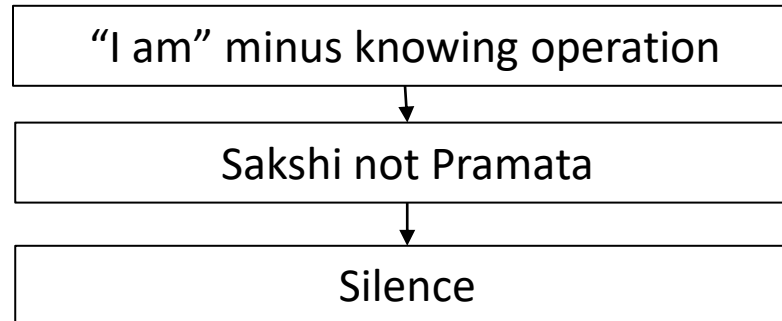 “I am” minus knowing operation
Sakshi not Pramata
Silence